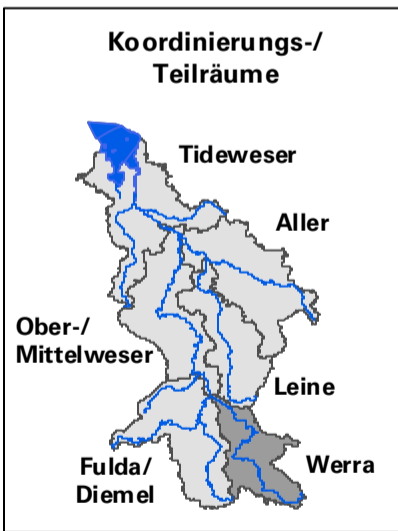 Koordinierungs-/
Teilräume
Tideweser
Aller
Ober-/
Mittelweser
Leine
Fulda/
Diemel
Werra